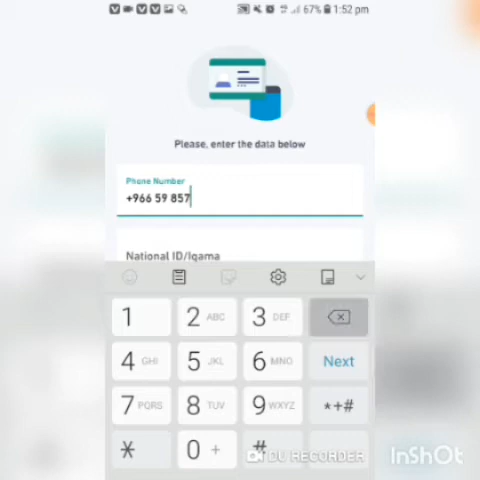 67% 1:52 pm
Please, enter the data below
Phone Number
+966 59 857
National ID/Iqama
1 2 ABC 3 DEF
4 GHI 5 JKL 6 MNO Next
7 PQRS 8 TUV 9 WXYZ *+#
* 0 + #
DU RECORDER
InShOt